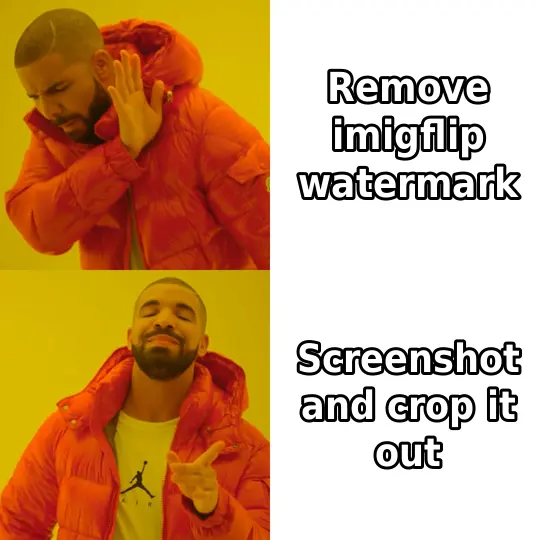 Remove
imigflip
watermark
Screenshot
and crop it
out